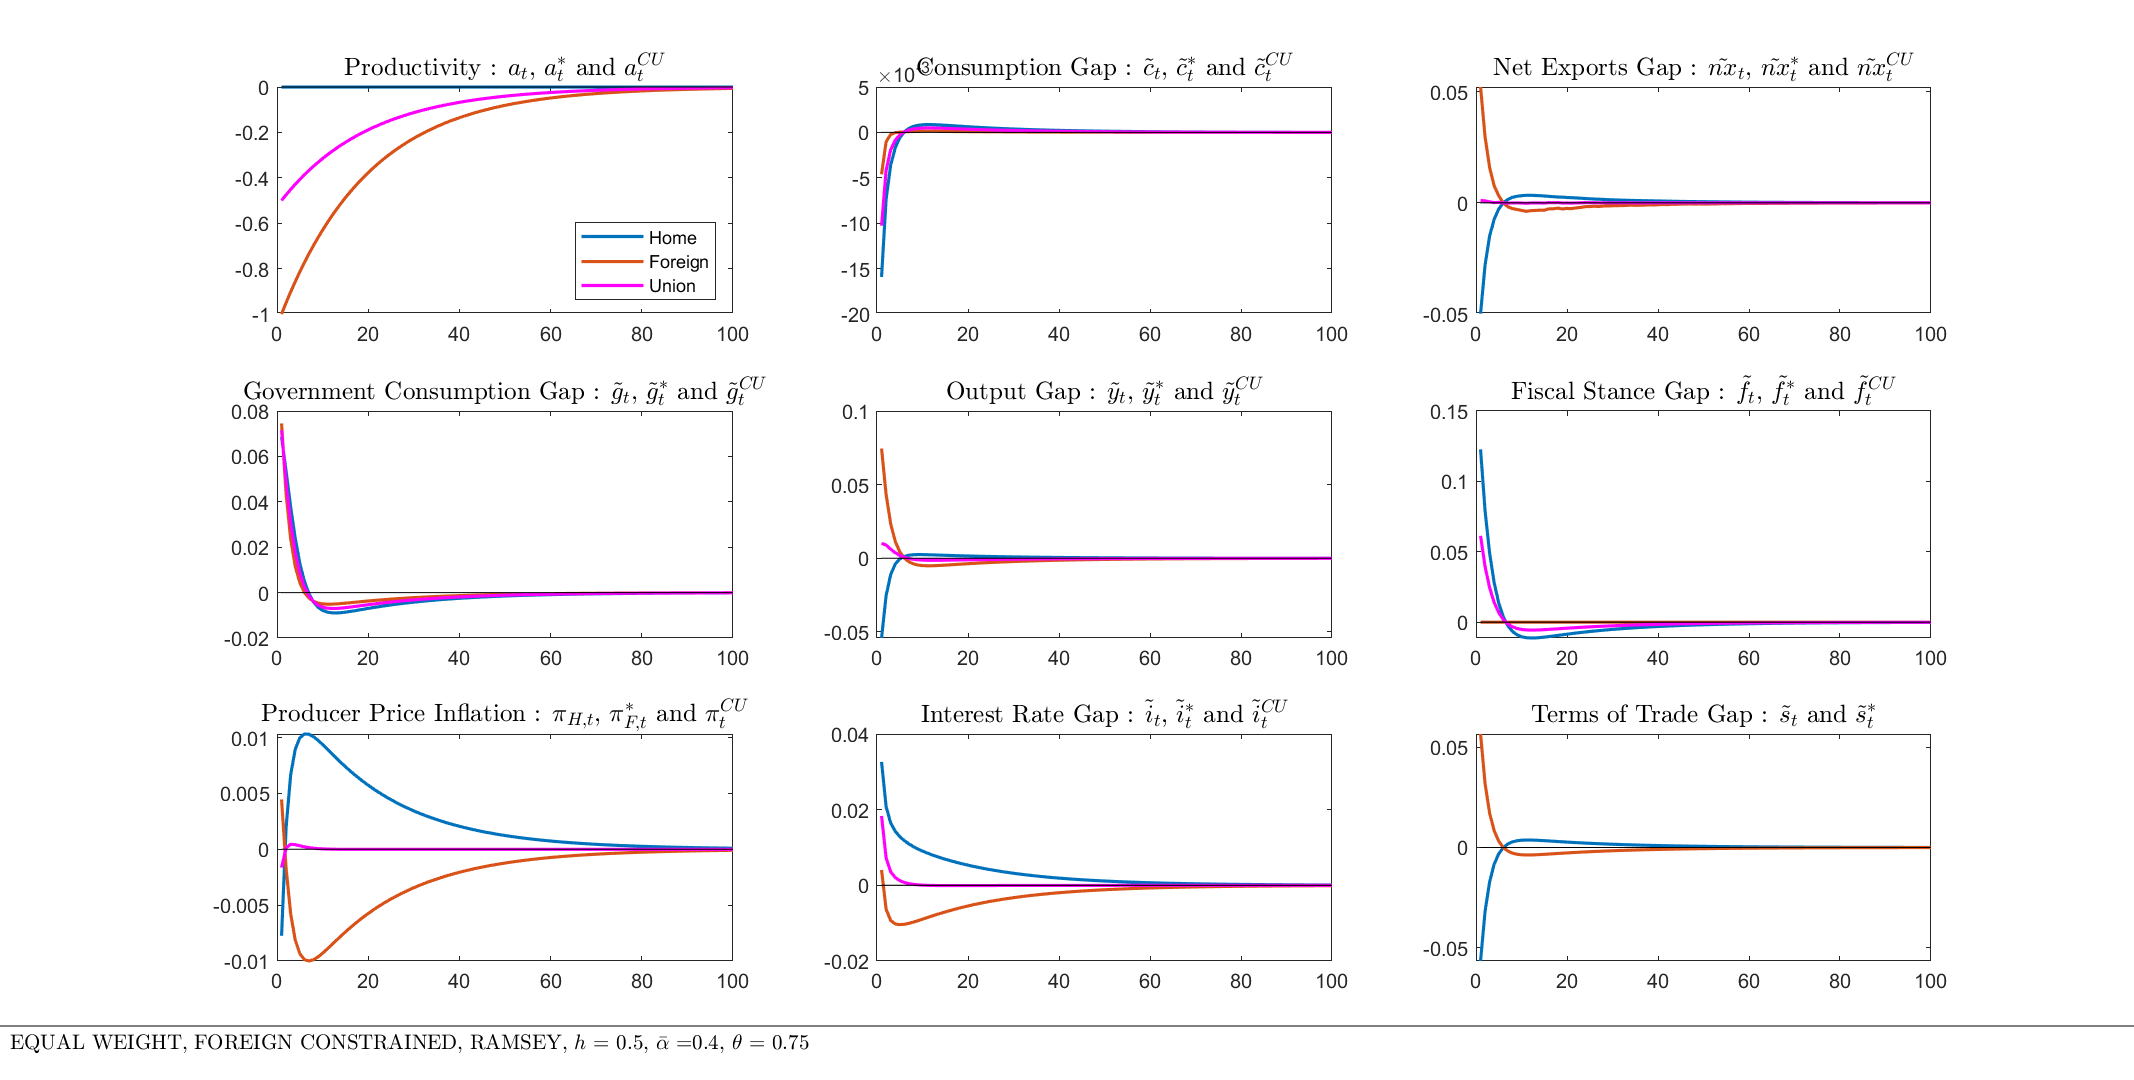 Productivity : a_t, a_t^* and a_t^{CU}
0
-0.2
-0.4
-0.6
-0.8
-1
0 20 40 60 80 100
Home
Foreign
Union
×10
Consumption Gap : c̃_t, c̃_t^* and c̃_t^{CU}
5
0
-5
-10
-15
-20
0 20 40 60 80 100
Net Exports Gap : ñx_t, ñx_t^* and ñx_t^{CU}
0.05
0
-0.05
0 20 40 60 80 100
Government Consumption Gap : g̃_t, g̃_t^* and g̃_t^{CU}
0.08
0.06
0.04
0.02
0
-0.02
0 20 40 60 80 100
Output Gap : ỹ_t, ỹ_t^* and ỹ_t^{CU}
0.1
0.05
0
-0.05
0 20 40 60 80 100
Fiscal Stance Gap : f̃_t, f̃_t^* and f̃_t^{CU}
0.15
0.1
0.05
0
0 20 40 60 80 100
Producer Price Inflation : π_{H,t}, π_{F,t}^* and π_t^{CU}
0.01
0.005
0
-0.005
-0.01
0 20 40 60 80 100
Interest Rate Gap : ĩ_t, ĩ_t^* and ĩ_t^{CU}
0.04
0.02
0
-0.02
0 20 40 60 80 100
Terms of Trade Gap : s̃_t and s̃_t^*
0.05
0
-0.05
0 20 40 60 80 100
EQUAL WEIGHT, FOREIGN CONSTRAINED, RAMSEY, h = 0.5, ᾱ =0.4, θ = 0.75